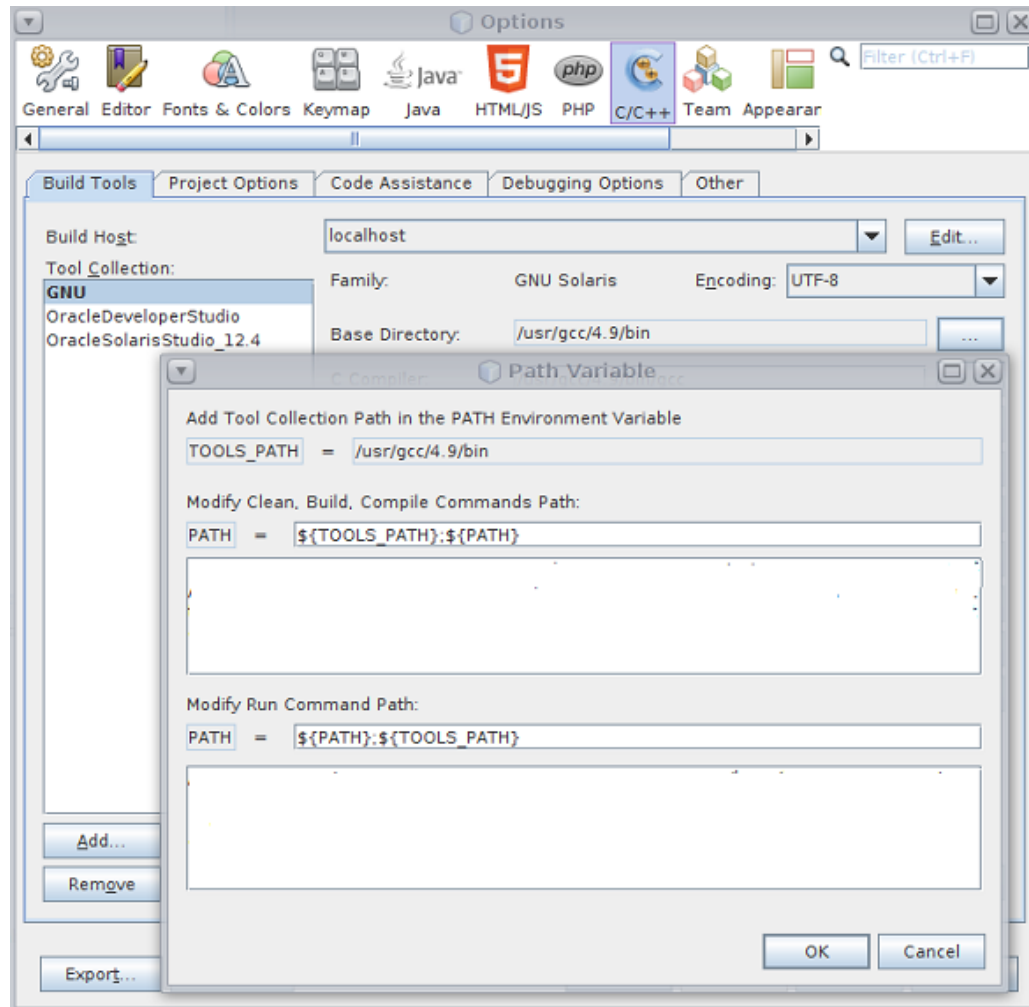 Options
Filter (Ctrl+F)
Java
php
General Editor Fonts & Colors Keymap Java HTML/JS PHP C/C++ Team Appearar
Build Tools Project Options Code Assistance Debugging Options Other
Build Host: localhost Edit...
Tool Collection:
GNU Family: GNU Solaris Encoding: UTF-8
OracleDeveloperStudio
OracleSolarisStudio_12.4 Base Directory: /usr/gcc/4.9/bin ...
C Compiler:
Path Variable
Add Tool Collection Path in the PATH Environment Variable
TOOLS_PATH = /usr/gcc/4.9/bin
Modify Clean, Build, Compile Commands Path:
PATH = ${TOOLS_PATH};${PATH}
Modify Run Command Path:
PATH = ${PATH};${TOOLS_PATH}
Add...
Remove
OK Cancel
Export...